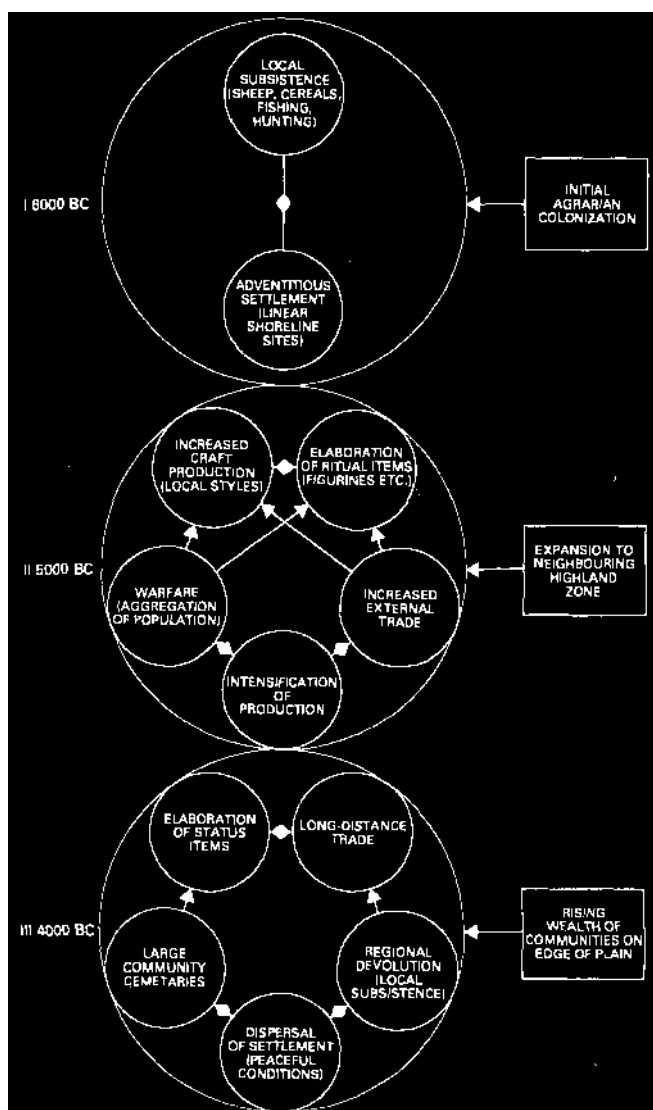 LOCAL
SUBSISTENCE
(SHEEP, CEREALS,
FISHING,
HUNTING)
I 6000 BC
INITIAL
AGRARIAN
COLONIZATION
ADVENTITIOUS
SETTLEMENT
(LINEAR
SHORELINE
SITES)
INCREASED
CRAFT
PRODUCTION
(LOCAL STYLES)
ELABORATION
OF RITUAL ITEMS
(FIGURINES ETC.)
II 5000 BC
EXPANSION TO
NEIGHBOURING
HIGHLAND
ZONE
WARFARE
(AGGREGATION
OF POPULATION)
INCREASED
EXTERNAL
TRADE
INTENSIFICATION
OF
PRODUCTION
ELABORATION
OF STATUS
ITEMS
LONG-DISTANCE
TRADE
III 4000 BC
RISING
WEALTH OF
COMMUNITIES ON
EDGE OF PLAIN
LARGE
COMMUNITY
CEMETARIES
REGIONAL
DEVOLUTION
(LOCAL
SUBSISTENCE)
DISPERSAL
OF SETTLEMENT
(PEACEFUL
CONDITIONS)